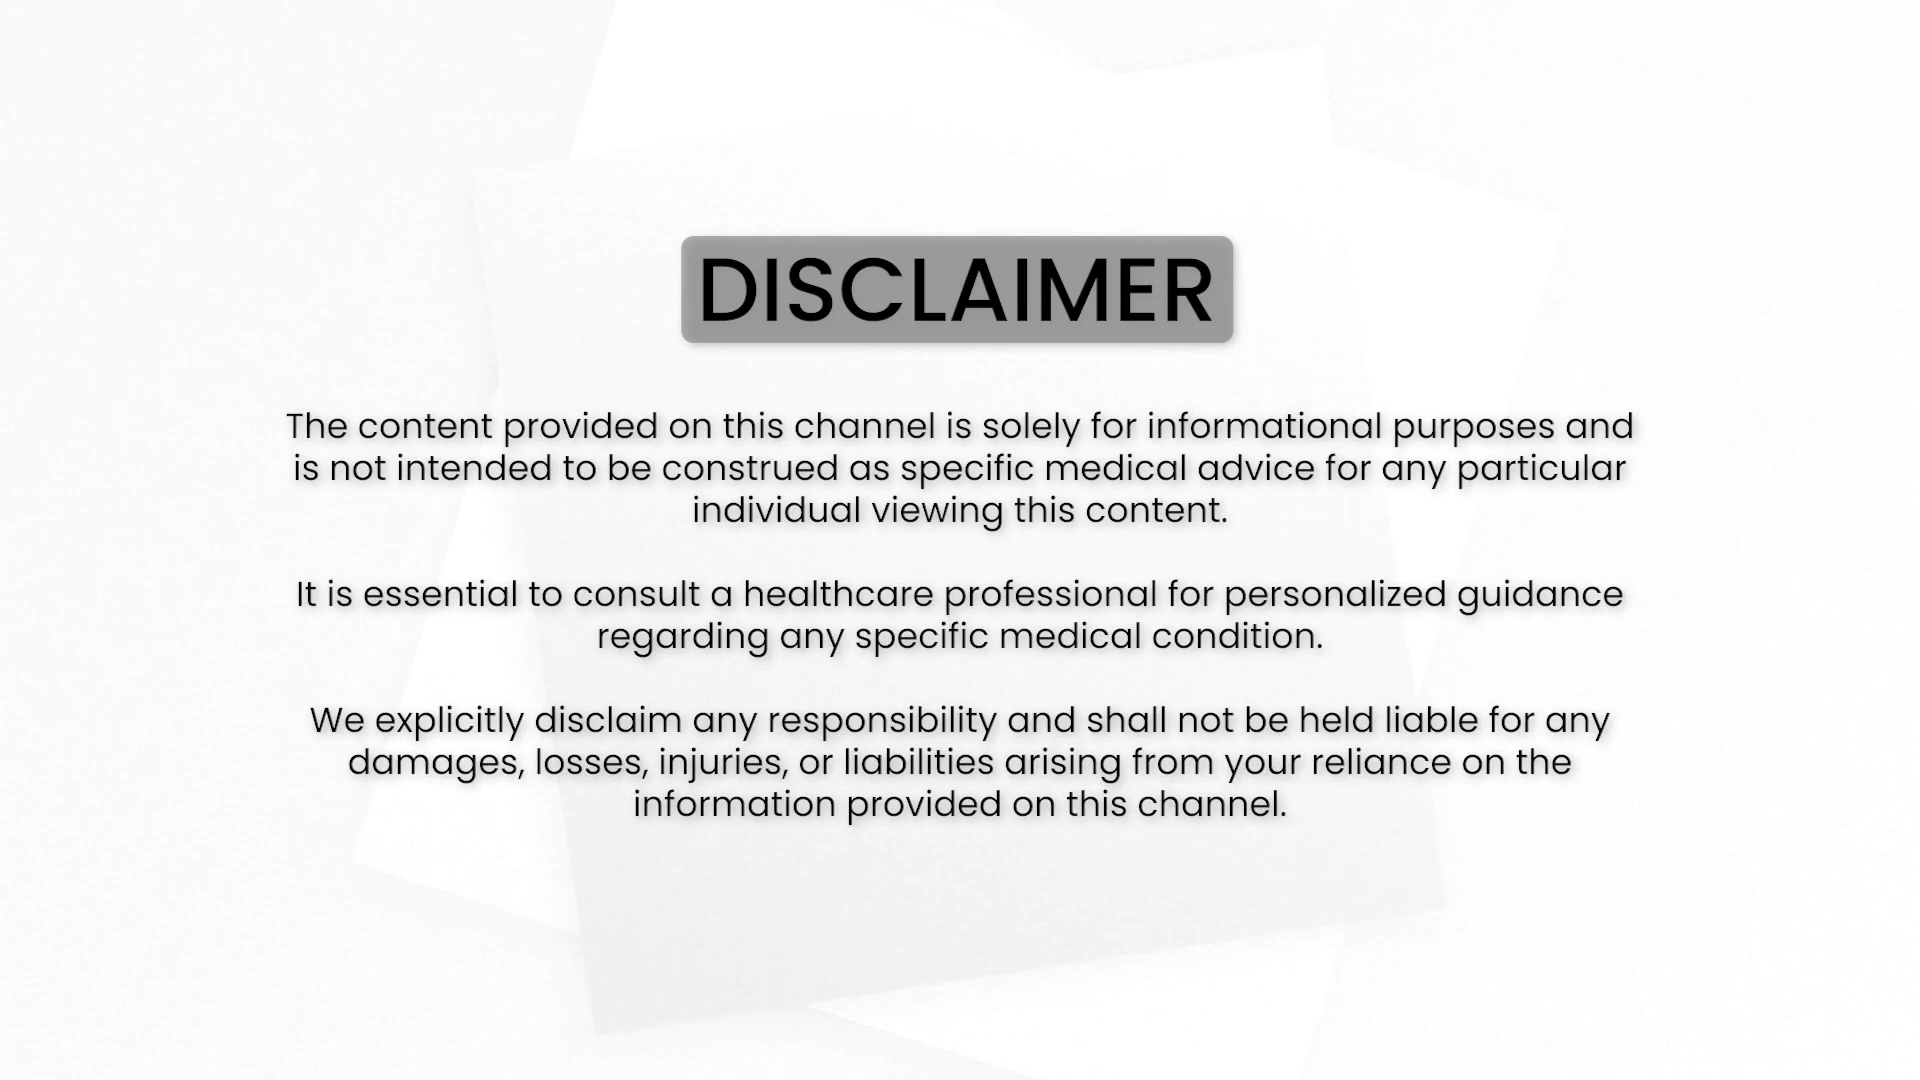 DISCLAIMER
The content provided on this channel is solely for informational purposes and
is not intended to be construed as specific medical advice for any particular
individual viewing this content.
It is essential to consult a healthcare professional for personalized guidance
regarding any specific medical condition.
We explicitly disclaim any responsibility and shall not be held liable for any
damages, losses, injuries, or liabilities arising from your reliance on the
information provided on this channel.